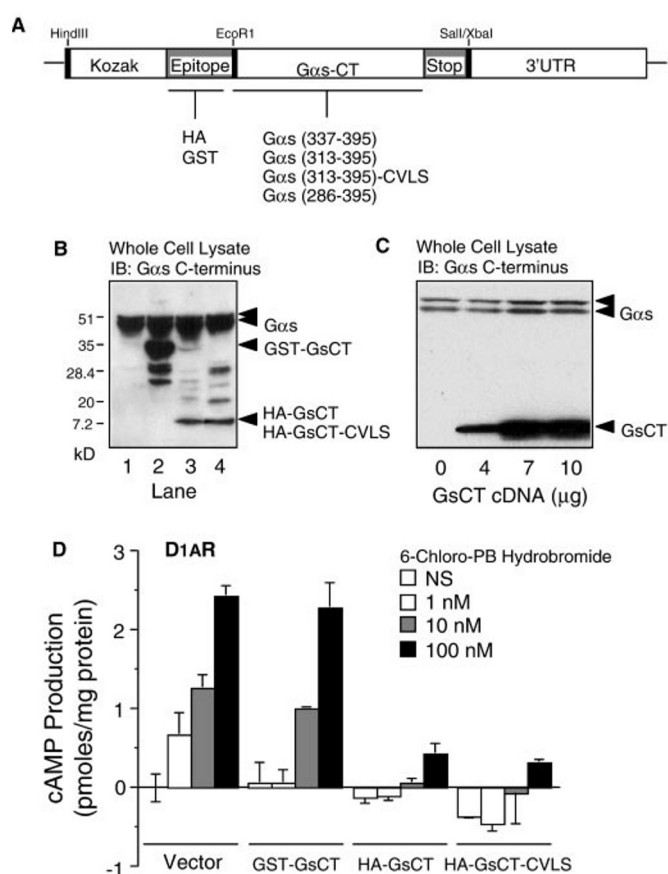 A
HindIII EcoR1 SalI/XbaI
Kozak Epitope Gαs-CT Stop 3'UTR
HA
GST
Gαs (337-395)
Gαs (313-395)
Gαs (313-395)-CVLS
Gαs (286-395)
B
Whole Cell Lysate
IB: Gαs C-terminus
51
35
28.4
20
7.2
kD
Gαs
GST-GsCT
HA-GsCT
HA-GsCT-CVLS
1 2 3 4
Lane
C
Whole Cell Lysate
IB: Gαs C-terminus
Gαs
GsCT
0 4 7 10
GsCT cDNA (μg)
D
D1AR
6-Chloro-PB Hydrobromide
NS
1 nM
10 nM
100 nM
cAMP Production
(pmoles/mg protein)
3
2
1
0
-1
Vector GST-GsCT HA-GsCT HA-GsCT-CVLS